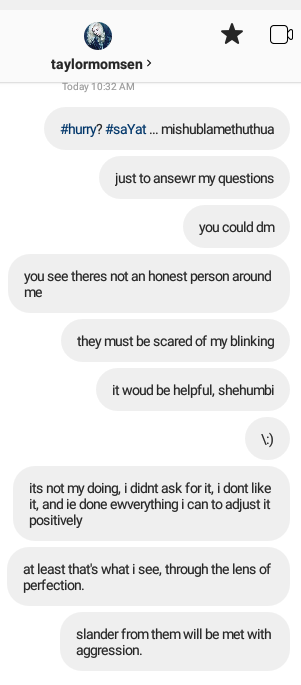 taylormomsen >
Today 10:32 AM
#hurry? #saYat ... mishublamethuthua
just to ansewr my questions
you could dm
you see theres not an honest person around
me
they must be scared of my blinking
it woud be helpful, shehumbi
\:)
its not my doing, i didnt ask for it, i dont like
it, and ie done ewverything i can to adjust it
positively
at least that's what i see, through the lens of
perfection.
slander from them will be met with
aggression.